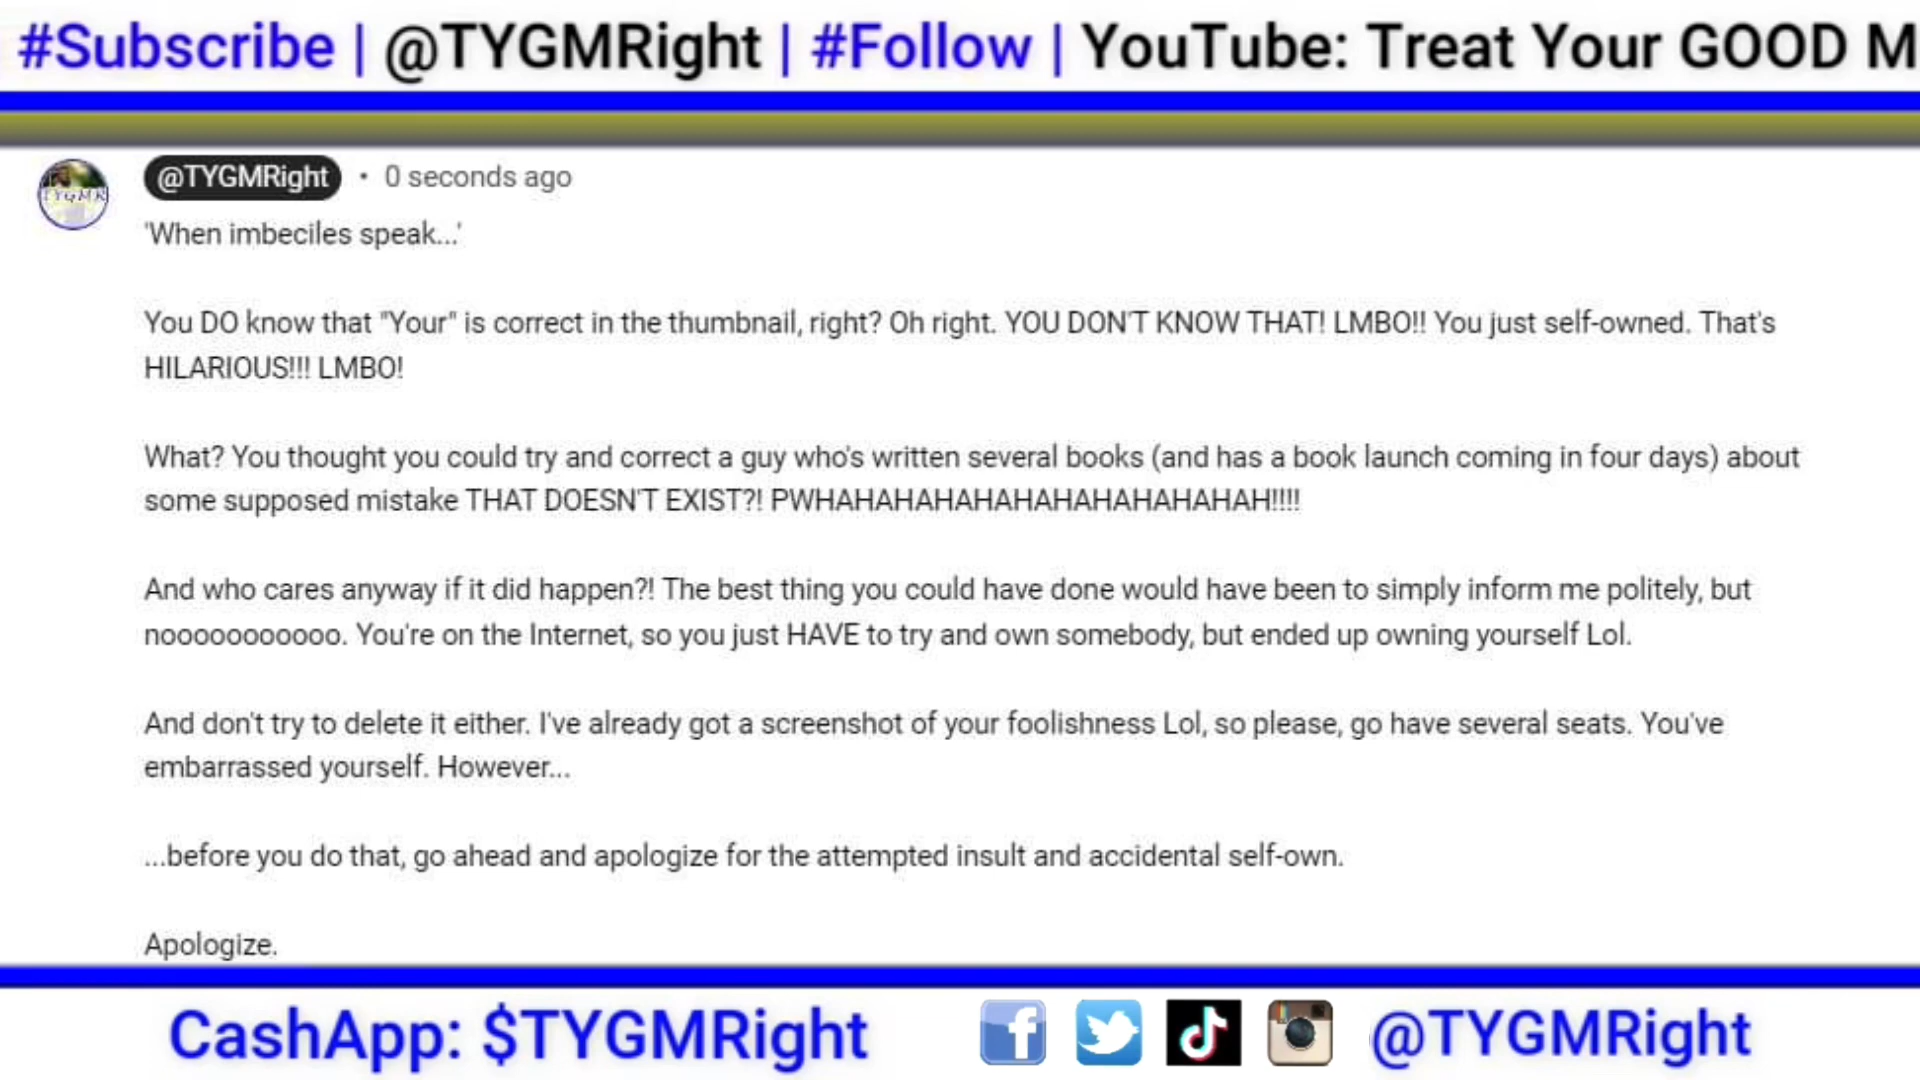 #Subscribe | @TYGMRight | #Follow | YouTube: Treat Your GOOD M
@TYGMRight • 0 seconds ago
TYGMR
'When imbeciles speak...'
You DO know that "Your" is correct in the thumbnail, right? Oh right. YOU DON'T KNOW THAT! LMBO!! You just self-owned. That's
HILARIOUS!!! LMBO!
What? You thought you could try and correct a guy who's written several books (and has a book launch coming in four days) about
some supposed mistake THAT DOESN'T EXIST?! PWHAHAHAHAHAHAHAHAHAHAHAH!!!!
And who cares anyway if it did happen?! The best thing you could have done would have been to simply inform me politely, but
nooooooooooo. You're on the Internet, so you just HAVE to try and own somebody, but ended up owning yourself Lol.
And don't try to delete it either. I've already got a screenshot of your foolishness Lol, so please, go have several seats. You've
embarrassed yourself. However...
...before you do that, go ahead and apologize for the attempted insult and accidental self-own.
Apologize.
CashApp: $TYGMRight @TYGMRight